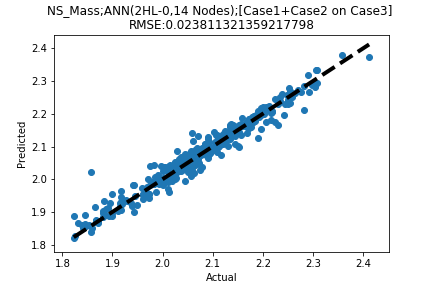 NS_Mass;ANN(2HL-0,14 Nodes);[Case1+Case2 on Case3]
RMSE:0.023811321359217798
2.4
2.3
2.2
2.1
2.0
1.9
1.8
Predicted
1.8 1.9 2.0 2.1 2.2 2.3 2.4
Actual